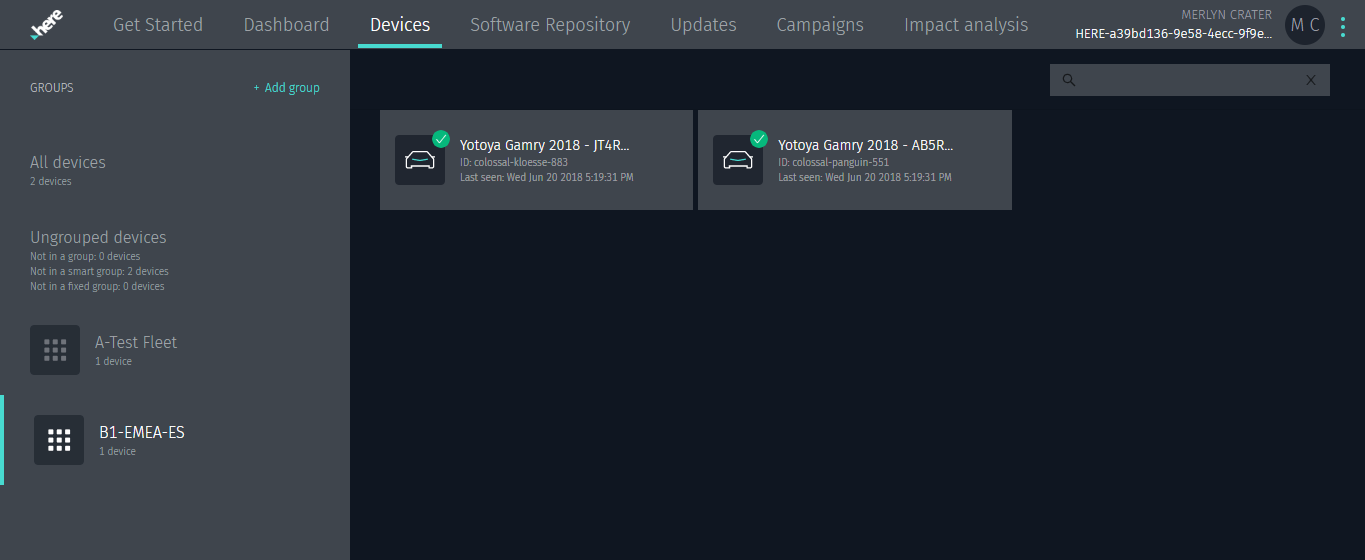 here
Get Started
Dashboard
Devices
Software Repository
Updates
Campaigns
Impact analysis
MERLYN CRATER
HERE-a39bd136-9e58-4ecc-9f9e...
M C
GROUPS
+ Add group
All devices
2 devices
Ungrouped devices
Not in a group: 0 devices
Not in a smart group: 2 devices
Not in a fixed group: 0 devices
A-Test Fleet
1 device
B1-EMEA-ES
1 device
Yotoya Gamry 2018 - JT4R...
ID: colossal-kloesse-883
Last seen: Wed Jun 20 2018 5:19:31 PM
Yotoya Gamry 2018 - AB5R...
ID: colossal-panguin-551
Last seen: Wed Jun 20 2018 5:19:31 PM